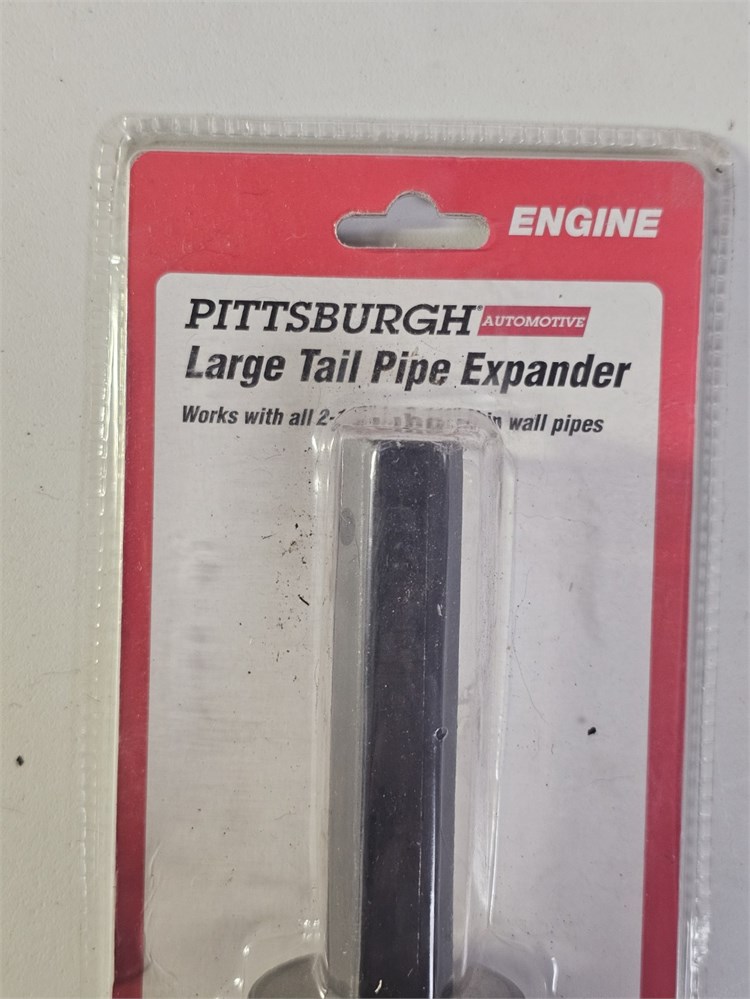 ENGINE
PITTSBURGH® AUTOMOTIVE
Large Tail Pipe Expander
Works with all wall pipes